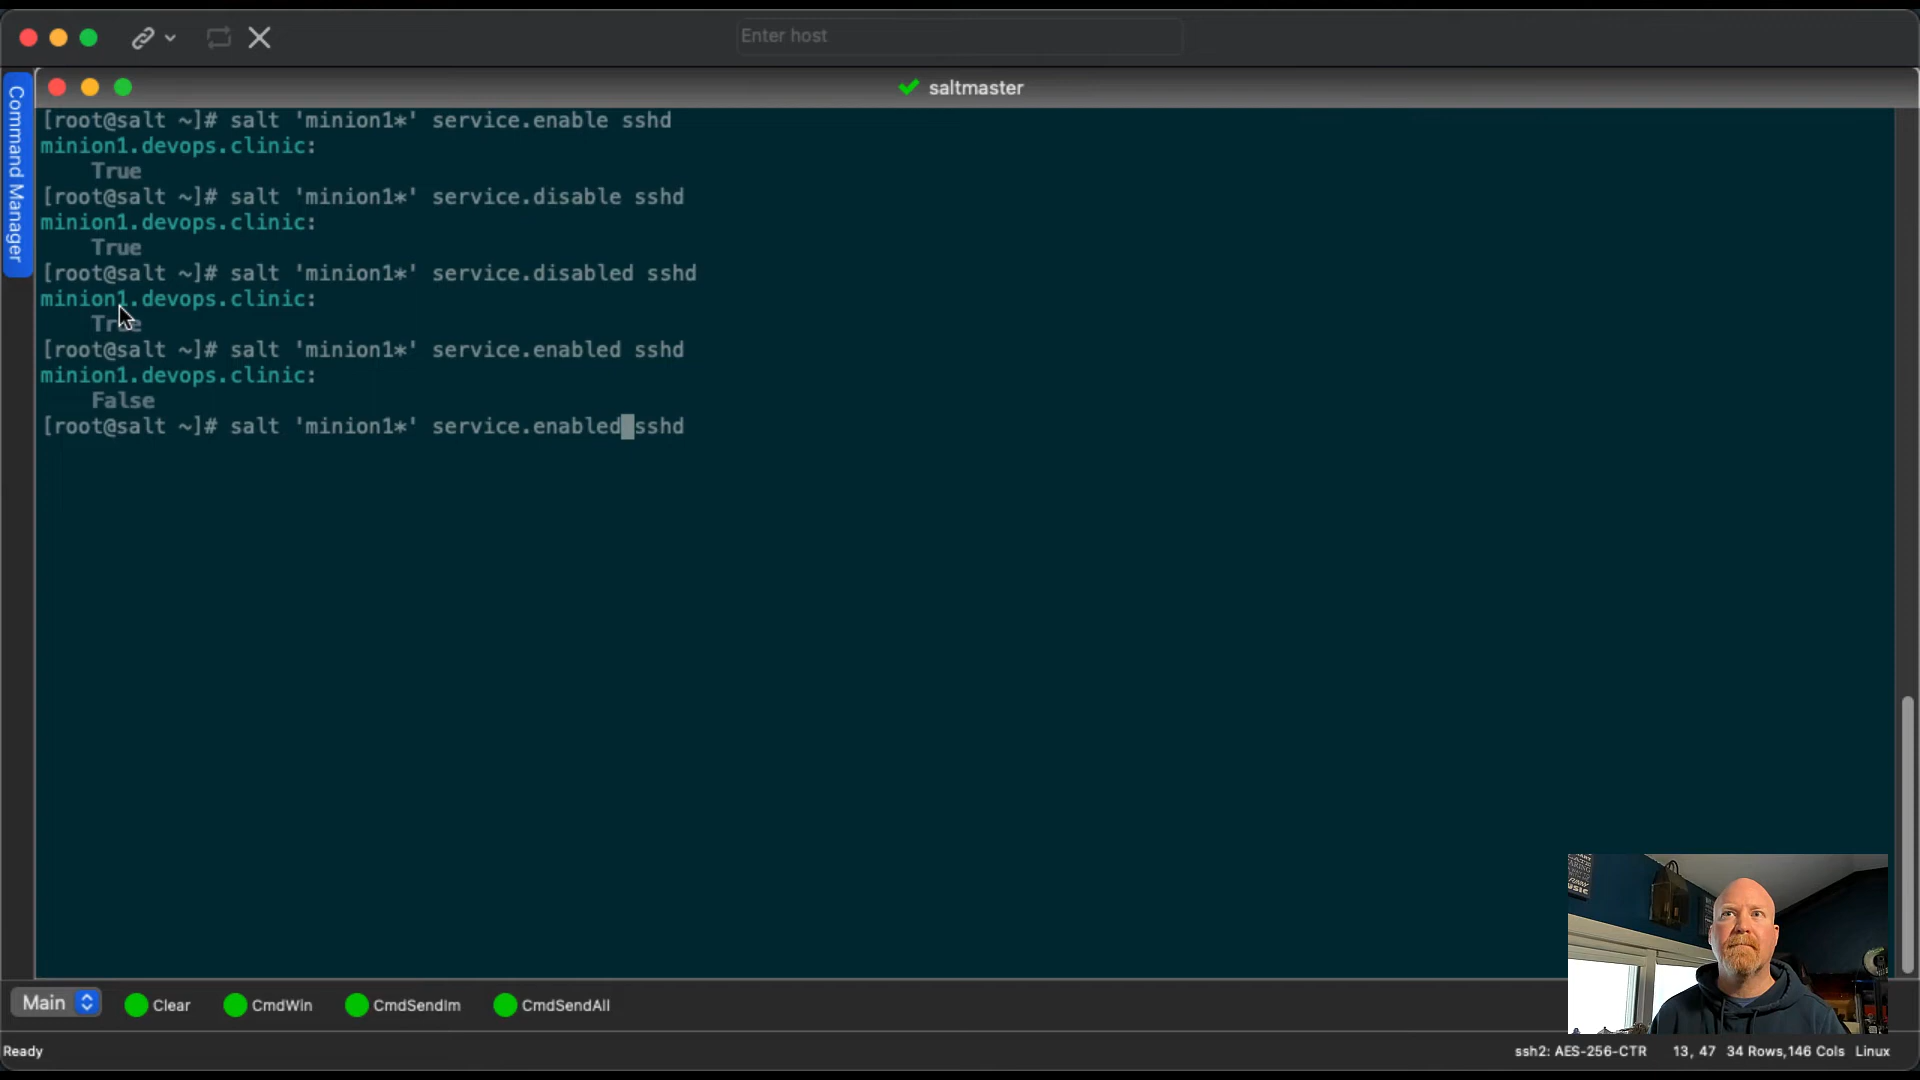 Enter host
Command Manager
saltmaster
[root@salt ~]# salt 'minion1*' service.enable sshd
minion1.devops.clinic:
True
[root@salt ~]# salt 'minion1*' service.disable sshd
minion1.devops.clinic:
True
[root@salt ~]# salt 'minion1*' service.disabled sshd
minion1.devops.clinic:
True
[root@salt ~]# salt 'minion1*' service.enabled sshd
minion1.devops.clinic:
False
[root@salt ~]# salt 'minion1*' service.enabled sshd
MUSIC
Main Clear CmdWin CmdSendIm CmdSendAll
Ready ssh2: AES-256-CTR 13, 47 34 Rows,146 Cols Linux